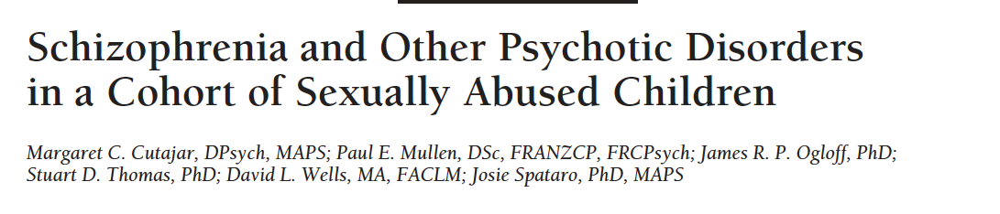 Schizophrenia and Other Psychotic Disorders
in a Cohort of Sexually Abused Children
Margaret C. Cutajar, DPsych, MAPS; Paul E. Mullen, DSc, FRANZCP, FRCPsych; James R. P. Ogloff, PhD;
Stuart D. Thomas, PhD; David L. Wells, MA, FACLM; Josie Spataro, PhD, MAPS